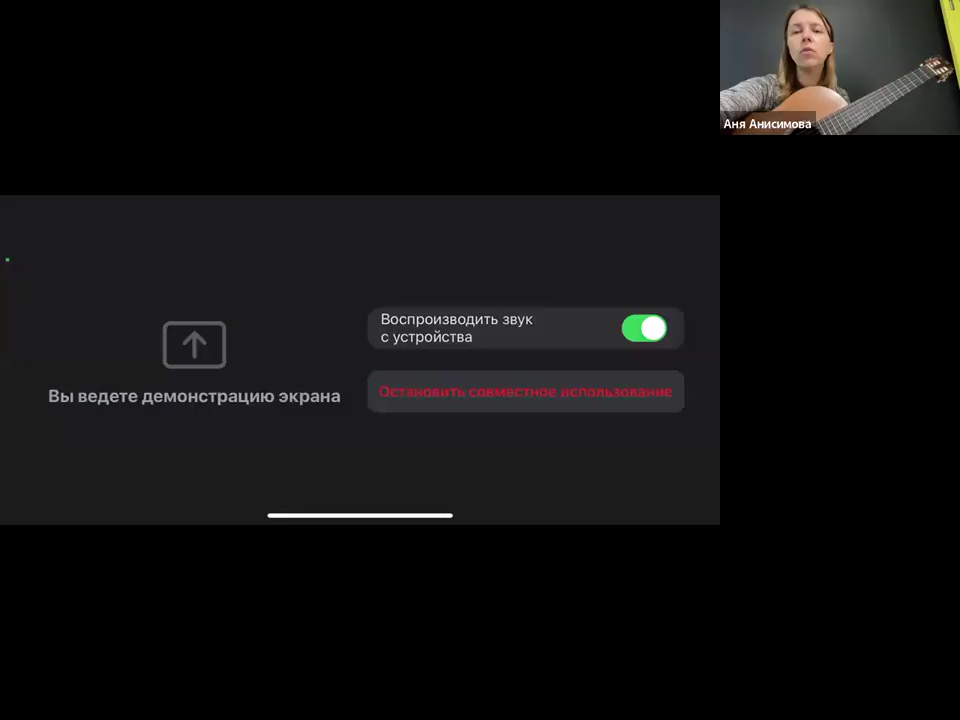 Аня Анисимова
Воспроизводить звук
с устройства
Остановить совместное использование
Вы ведете демонстрацию экрана